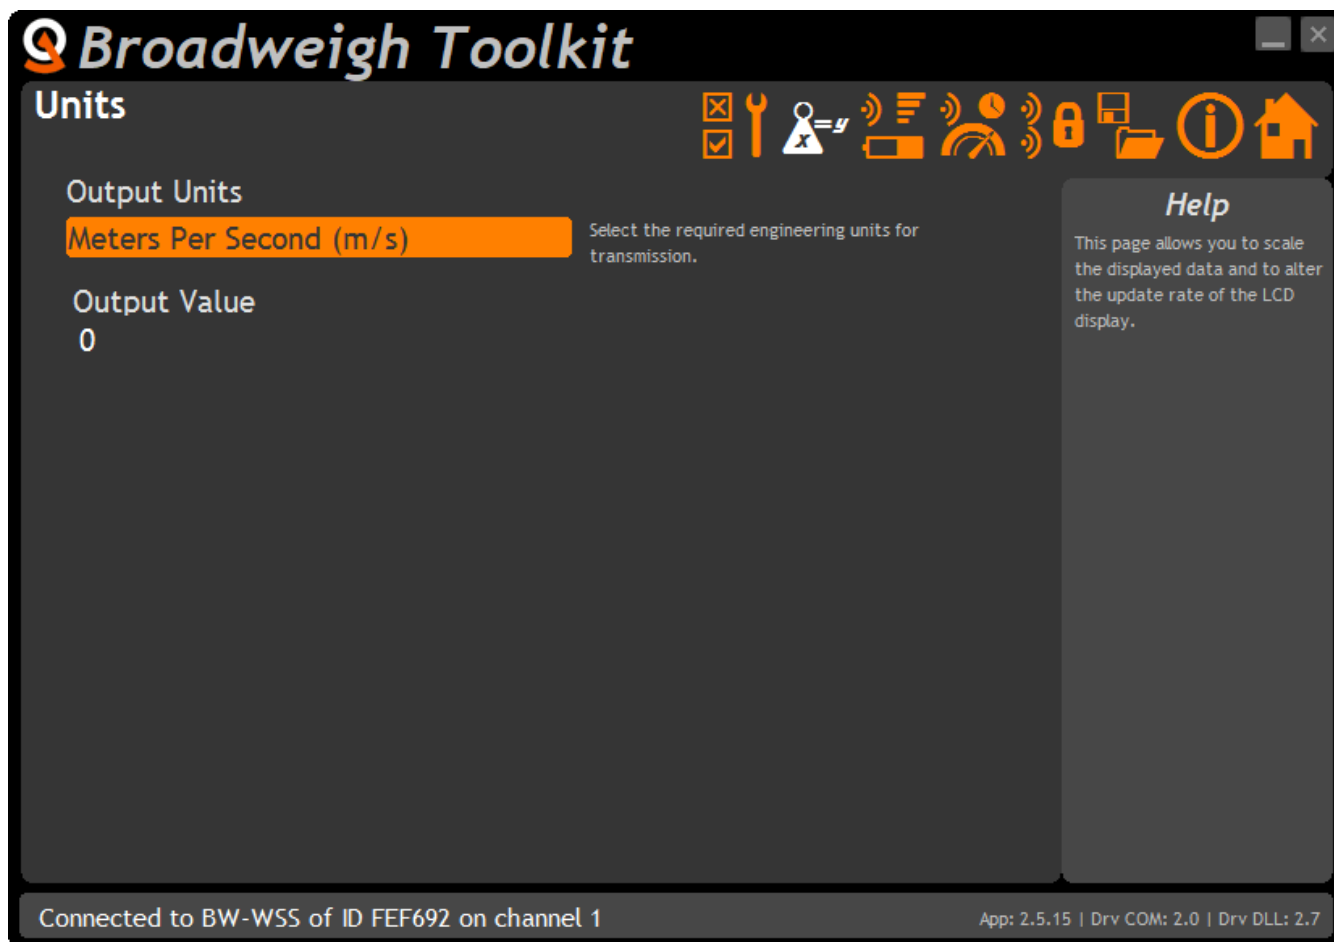 Broadweigh Toolkit
Units
x=y
Output Units
Meters Per Second (m/s)
Select the required engineering units for
transmission.
Output Value
0
Help
This page allows you to scale
the displayed data and to alter
the update rate of the LCD
display.
Connected to BW-WSS of ID FEF692 on channel 1
App: 2.5.15 | Drv COM: 2.0 | Drv DLL: 2.7